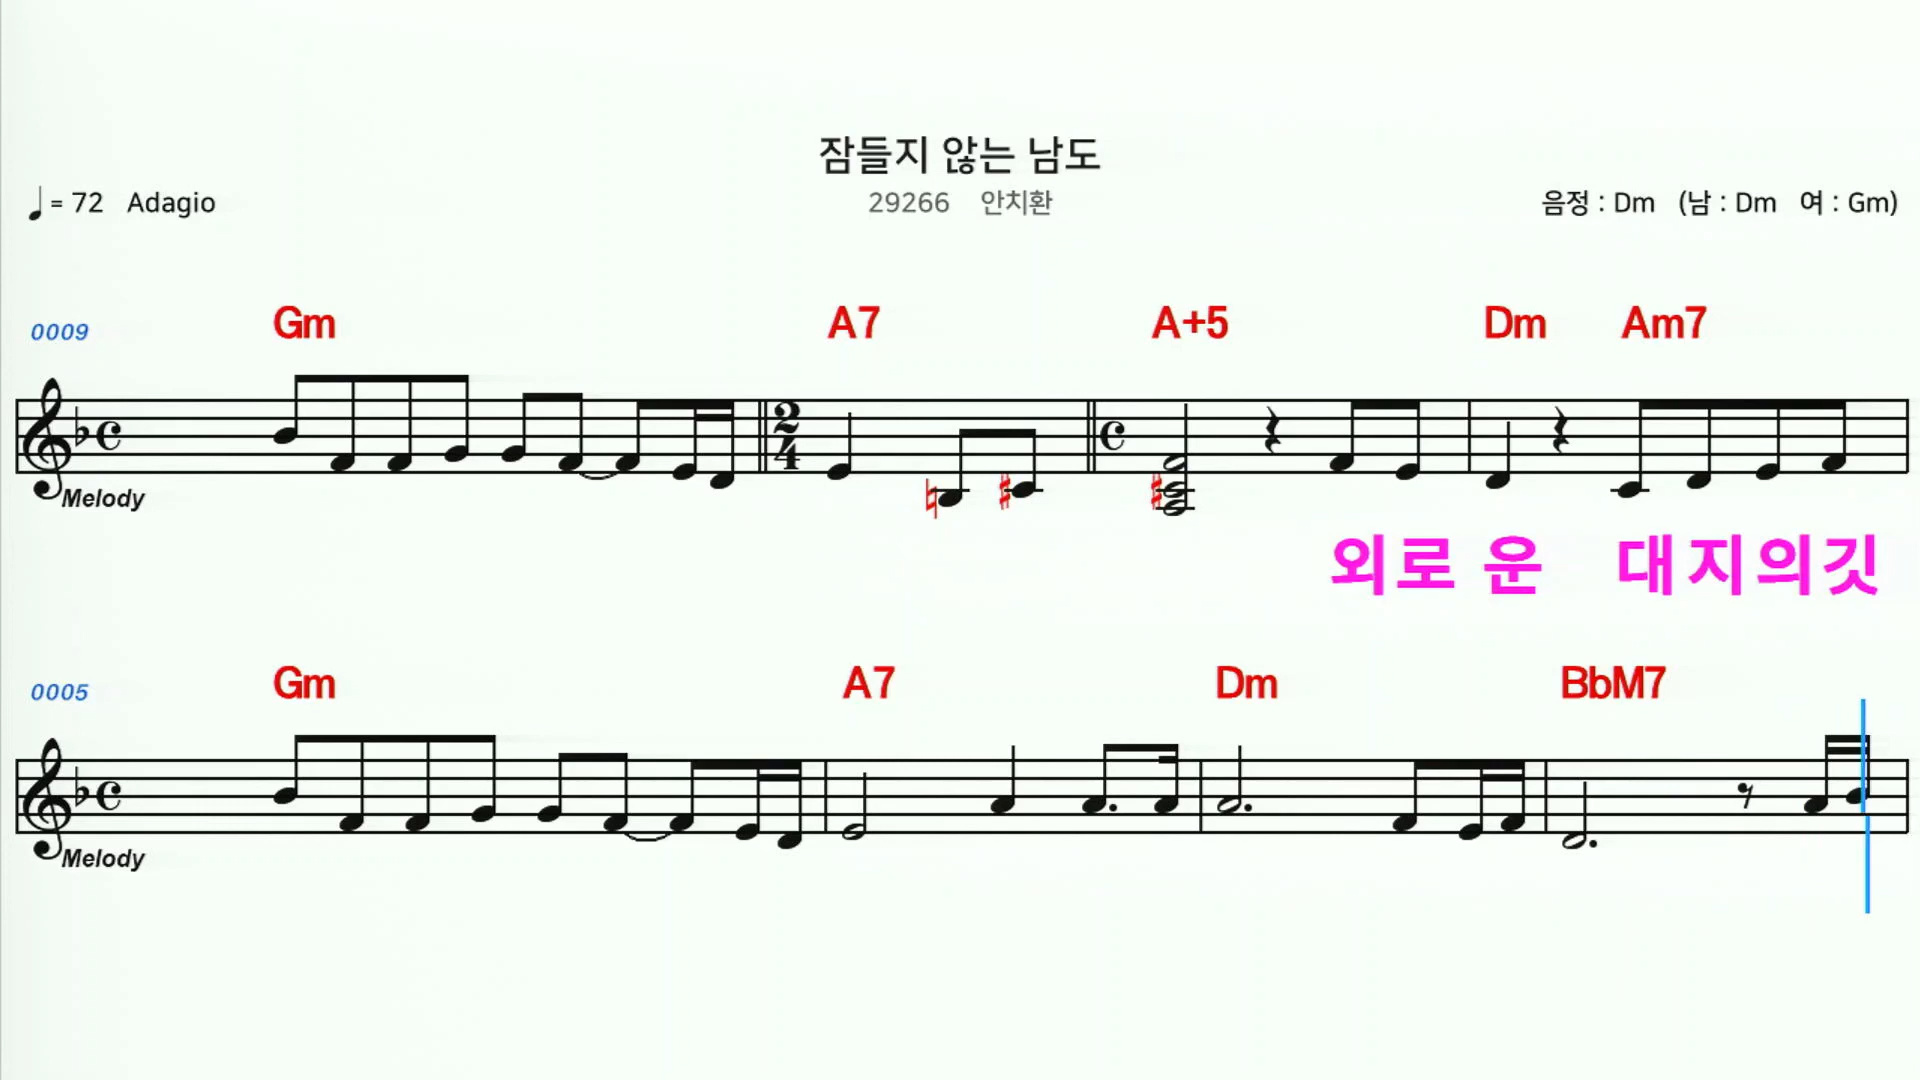 잠들지 않는 남도
♩ = 72 Adagio 29266 안치환 음정 : Dm (남 : Dm 여 : Gm)
0009 Gm A7 A+5 Dm Am7
2/4
Melody
외로 운 대지의깃
0005 Gm A7 Dm BbM7
Melody